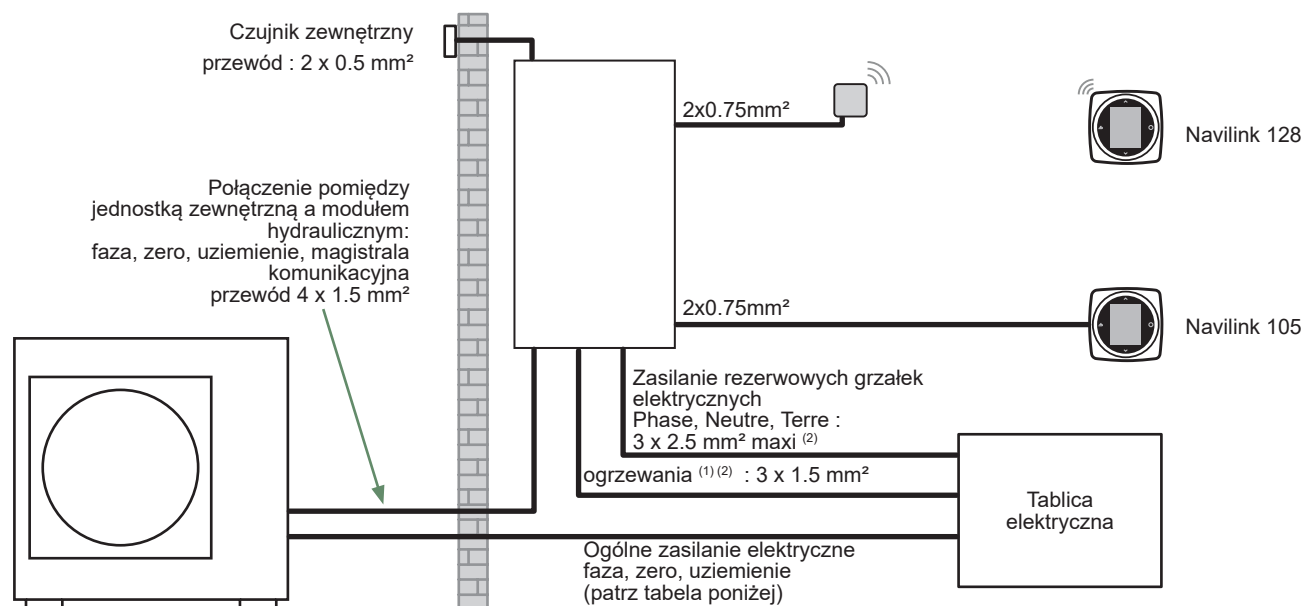 Czujnik zewnętrzny
przewód : 2 x 0.5 mm²
2x0.75mm²
Navilink 128
Połączenie pomiędzy
jednostką zewnętrzną a modułem
hydraulicznym:
faza, zero, uziemienie, magistrala
komunikacyjna
przewód 4 x 1.5 mm²
2x0.75mm²
Navilink 105
Zasilanie rezerwowych grzałek
elektrycznych
Phase, Neutre, Terre :
3 x 2.5 mm² maxi (2)
ogrzewania (1) (2) : 3 x 1.5 mm²
Tablica
elektryczna
Ogólne zasilanie elektryczne
faza, zero, uziemienie
(patrz tabela poniżej)